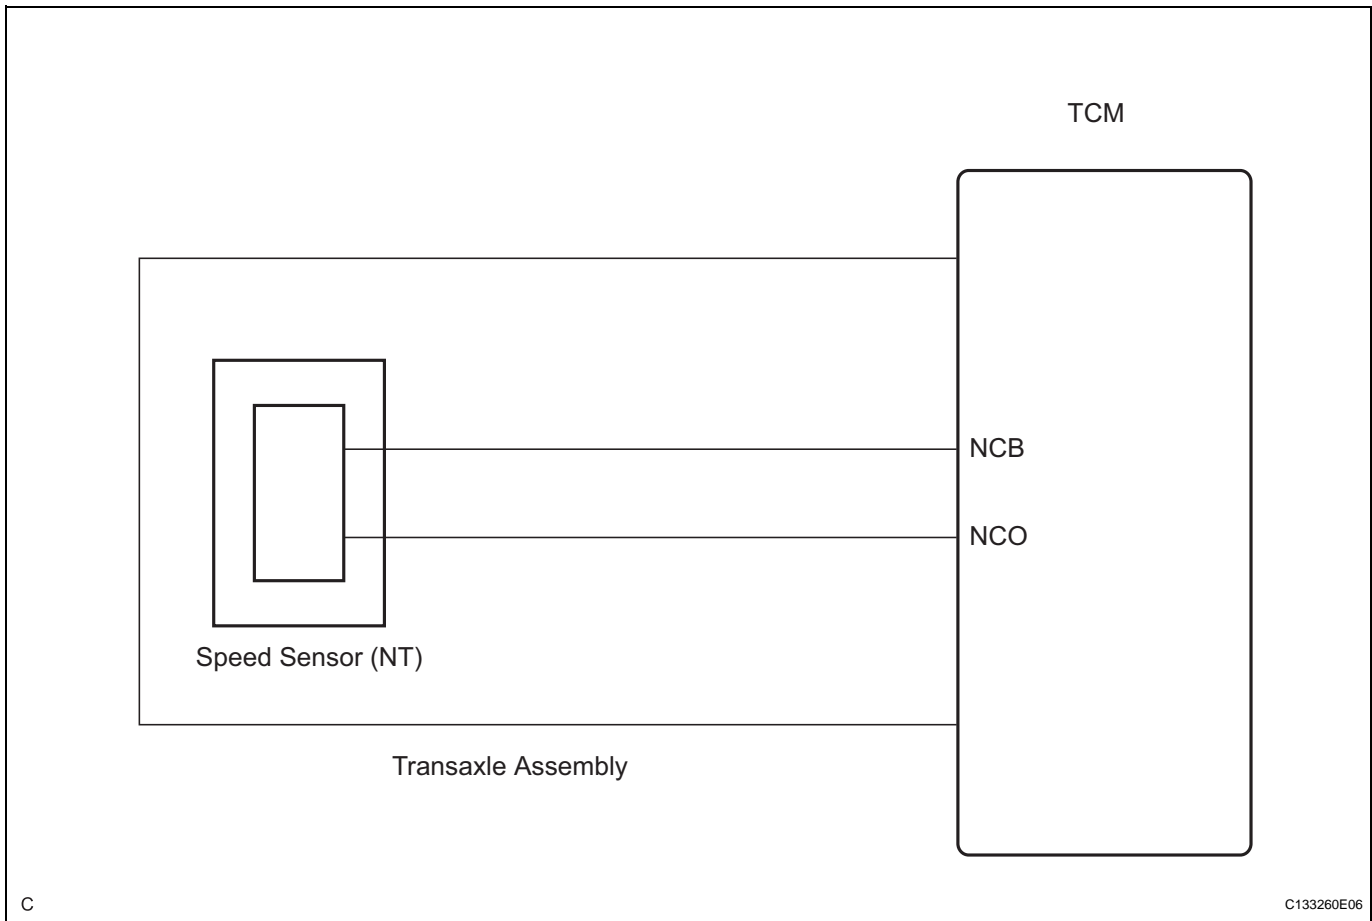 TCM
NCB
NCO
Speed Sensor (NT)
Transaxle Assembly
C
C133260E06